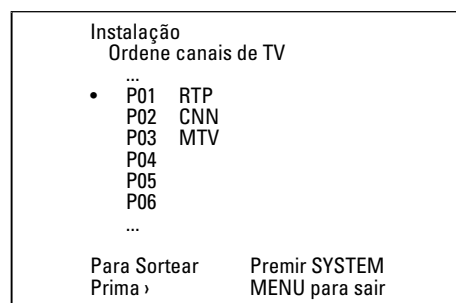 Instalação
Ordene canais de TV
...
• P01 RTP
P02 CNN
P03 MTV
P04
P05
P06
...
Para Sortear Premir SYSTEM
Prima › MENU para sair